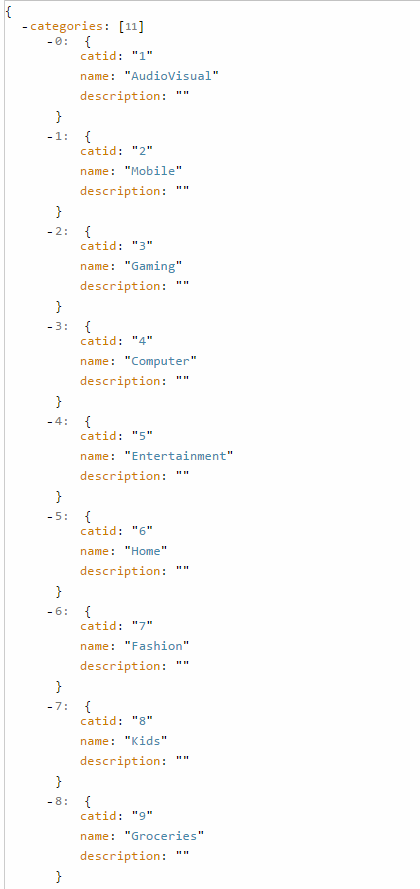 {
-categories: [11]
-0: {
catid: "1"
name: "AudioVisual"
description: ""
}
-1: {
catid: "2"
name: "Mobile"
description: ""
}
-2: {
catid: "3"
name: "Gaming"
description: ""
}
-3: {
catid: "4"
name: "Computer"
description: ""
}
-4: {
catid: "5"
name: "Entertainment"
description: ""
}
-5: {
catid: "6"
name: "Home"
description: ""
}
-6: {
catid: "7"
name: "Fashion"
description: ""
}
-7: {
catid: "8"
name: "Kids"
description: ""
}
-8: {
catid: "9"
name: "Groceries"
description: ""
}